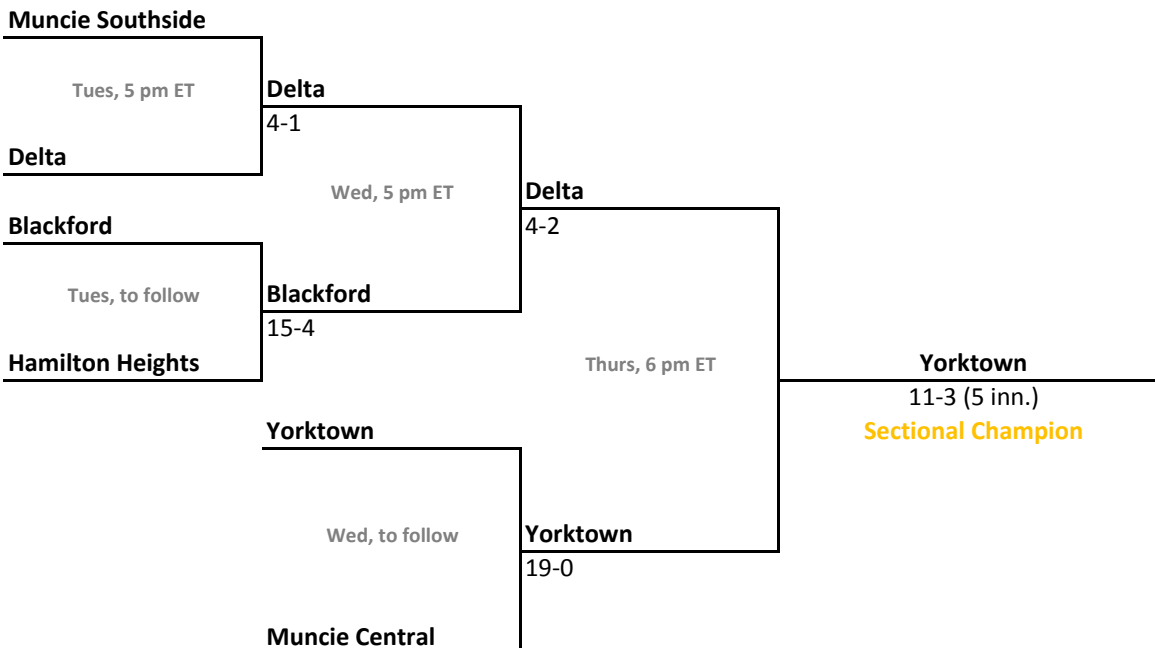 Muncie Southside
Tues, 5 pm ET
Delta
4-1
Delta
Wed, 5 pm ET
Delta
4-2
Blackford
Tues, to follow
Blackford
15-4
Hamilton Heights
Thurs, 6 pm ET
Yorktown
11-3 (5 inn.)
Sectional Champion
Yorktown
Wed, to follow
Yorktown
19-0
Muncie Central